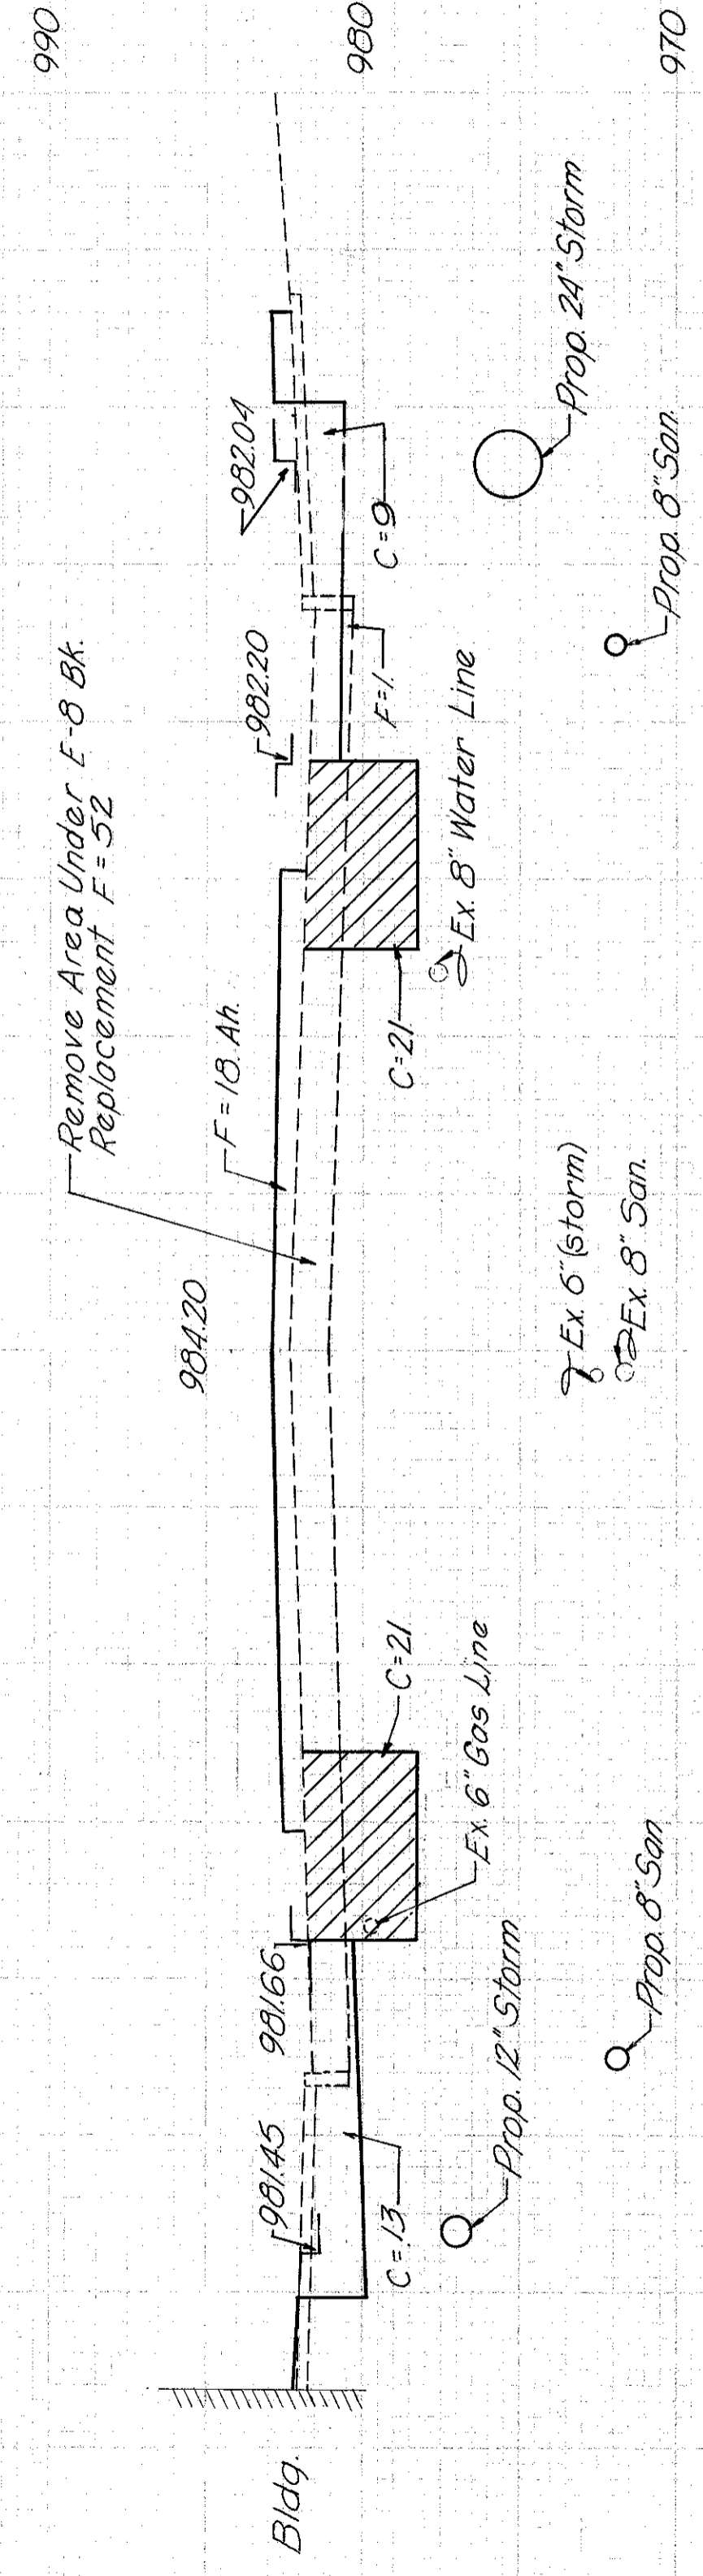 990
980
970
Remove Area Under E-8 Bk.
Replacement F=52
984.20
F=18 Ah.
982.20
982.04
981.66
981.45
Bldg.
C=13
C=21
C=21
F=1
C=9
Ex. 6" Gas Line
Ex. 8" Water Line
Prop. 12" Storm
Prop. 24" Storm
Ex. 6" (storm)
Ex. 8" San.
Prop. 8" San
Prop. 8" San.